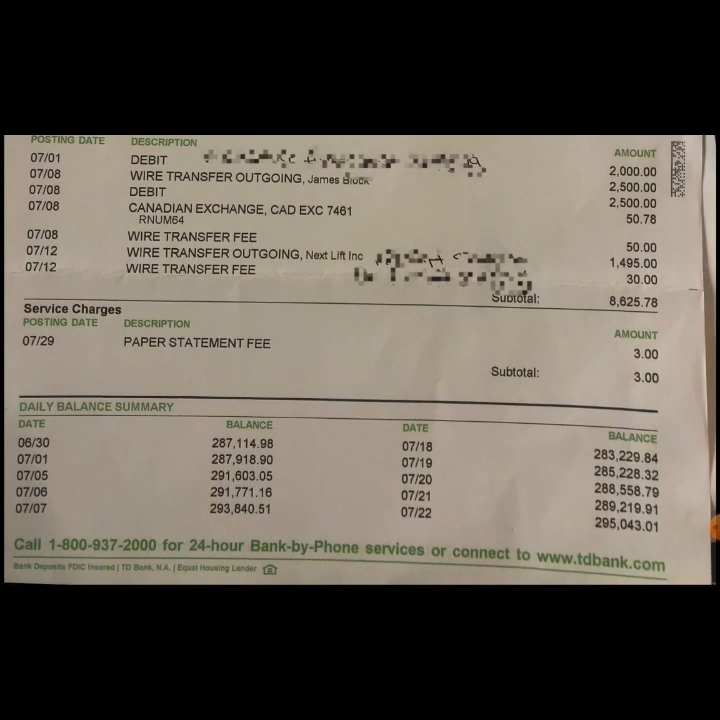 POSTING DATE DESCRIPTION AMOUNT
07/01 DEBIT 2,000.00
07/08 WIRE TRANSFER OUTGOING, James Block 2,500.00
07/08 DEBIT 2,500.00
07/08 CANADIAN EXCHANGE, CAD EXC 7461 50.78
RNUM64
07/08 WIRE TRANSFER FEE 50.00
07/12 WIRE TRANSFER OUTGOING, Next Lift Inc 1,495.00
07/12 WIRE TRANSFER FEE 30.00
Subtotal: 8,625.78
Service Charges
POSTING DATE DESCRIPTION AMOUNT
07/29 PAPER STATEMENT FEE 3.00
Subtotal: 3.00
DAILY BALANCE SUMMARY
DATE BALANCE DATE BALANCE
06/30 287,114.98 07/18 283,229.84
07/01 287,918.90 07/19 285,228.32
07/05 291,603.05 07/20 288,558.79
07/06 291,771.16 07/21 289,219.91
07/07 293,840.51 07/22 295,043.01
Call 1-800-937-2000 for 24-hour Bank-by-Phone services or connect to www.tdbank.com
Bank Deposits FDIC Insured | TD Bank, N.A. | Equal Housing Lender